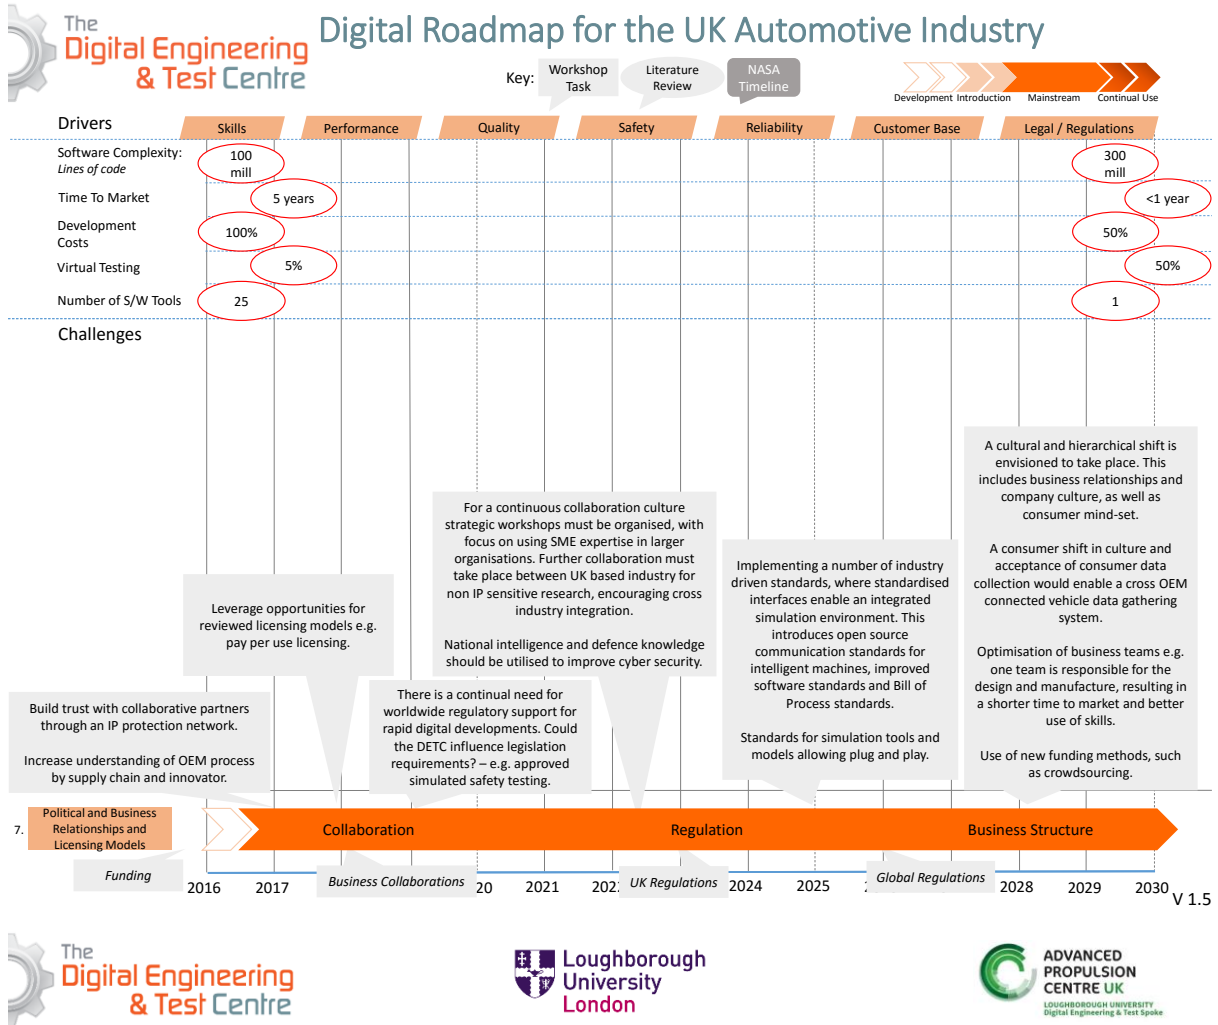 The
Digital Engineering
& Test Centre
Digital Roadmap for the UK Automotive Industry
Key:
Workshop
Task
Literature
Review
NASA
Timeline
Development
Introduction
Mainstream
Continual Use
Drivers
Skills
Performance
Quality
Safety
Reliability
Customer Base
Legal / Regulations
Software Complexity:
Lines of code
100
mill
300
mill
Time To Market
5 years
<1 year
Development
Costs
100%
50%
Virtual Testing
5%
50%
Number of S/W Tools
25
1
Challenges
Build trust with collaborative partners
through an IP protection network.
Increase understanding of OEM process
by supply chain and innovator.
Leverage opportunities for
reviewed licensing models e.g.
pay per use licensing.
There is a continual need for
worldwide regulatory support for
rapid digital developments. Could
the DETC influence legislation
requirements? – e.g. approved
simulated safety testing.
For a continuous collaboration culture
strategic workshops must be organised, with
focus on using SME expertise in larger
organisations. Further collaboration must
take place between UK based industry for
non IP sensitive research, encouraging cross
industry integration.
National intelligence and defence knowledge
should be utilised to improve cyber security.
Implementing a number of industry
driven standards, where standardised
interfaces enable an integrated
simulation environment. This
introduces open source
communication standards for
intelligent machines, improved
software standards and Bill of
Process standards.
Standards for simulation tools and
models allowing plug and play.
A cultural and hierarchical shift is
envisioned to take place. This
includes business relationships and
company culture, as well as
consumer mind-set.
A consumer shift in culture and
acceptance of consumer data
collection would enable a cross OEM
connected vehicle data gathering
system.
Optimisation of business teams e.g.
one team is responsible for the
design and manufacture, resulting in
a shorter time to market and better
use of skills.
Use of new funding methods, such
as crowdsourcing.
7.
Political and Business
Relationships and
Licensing Models
Collaboration
Regulation
Business Structure
Funding
Business Collaborations
UK Regulations
Global Regulations
2016
2017
20
2021
202
2024
2025
2028
2029
2030
V 1.5
The
Digital Engineering
& Test Centre
Loughborough
University
London
ADVANCED
PROPULSION
CENTRE UK
LOUGHBOROUGH UNIVERSITY
Digital Engineering & Test Spoke